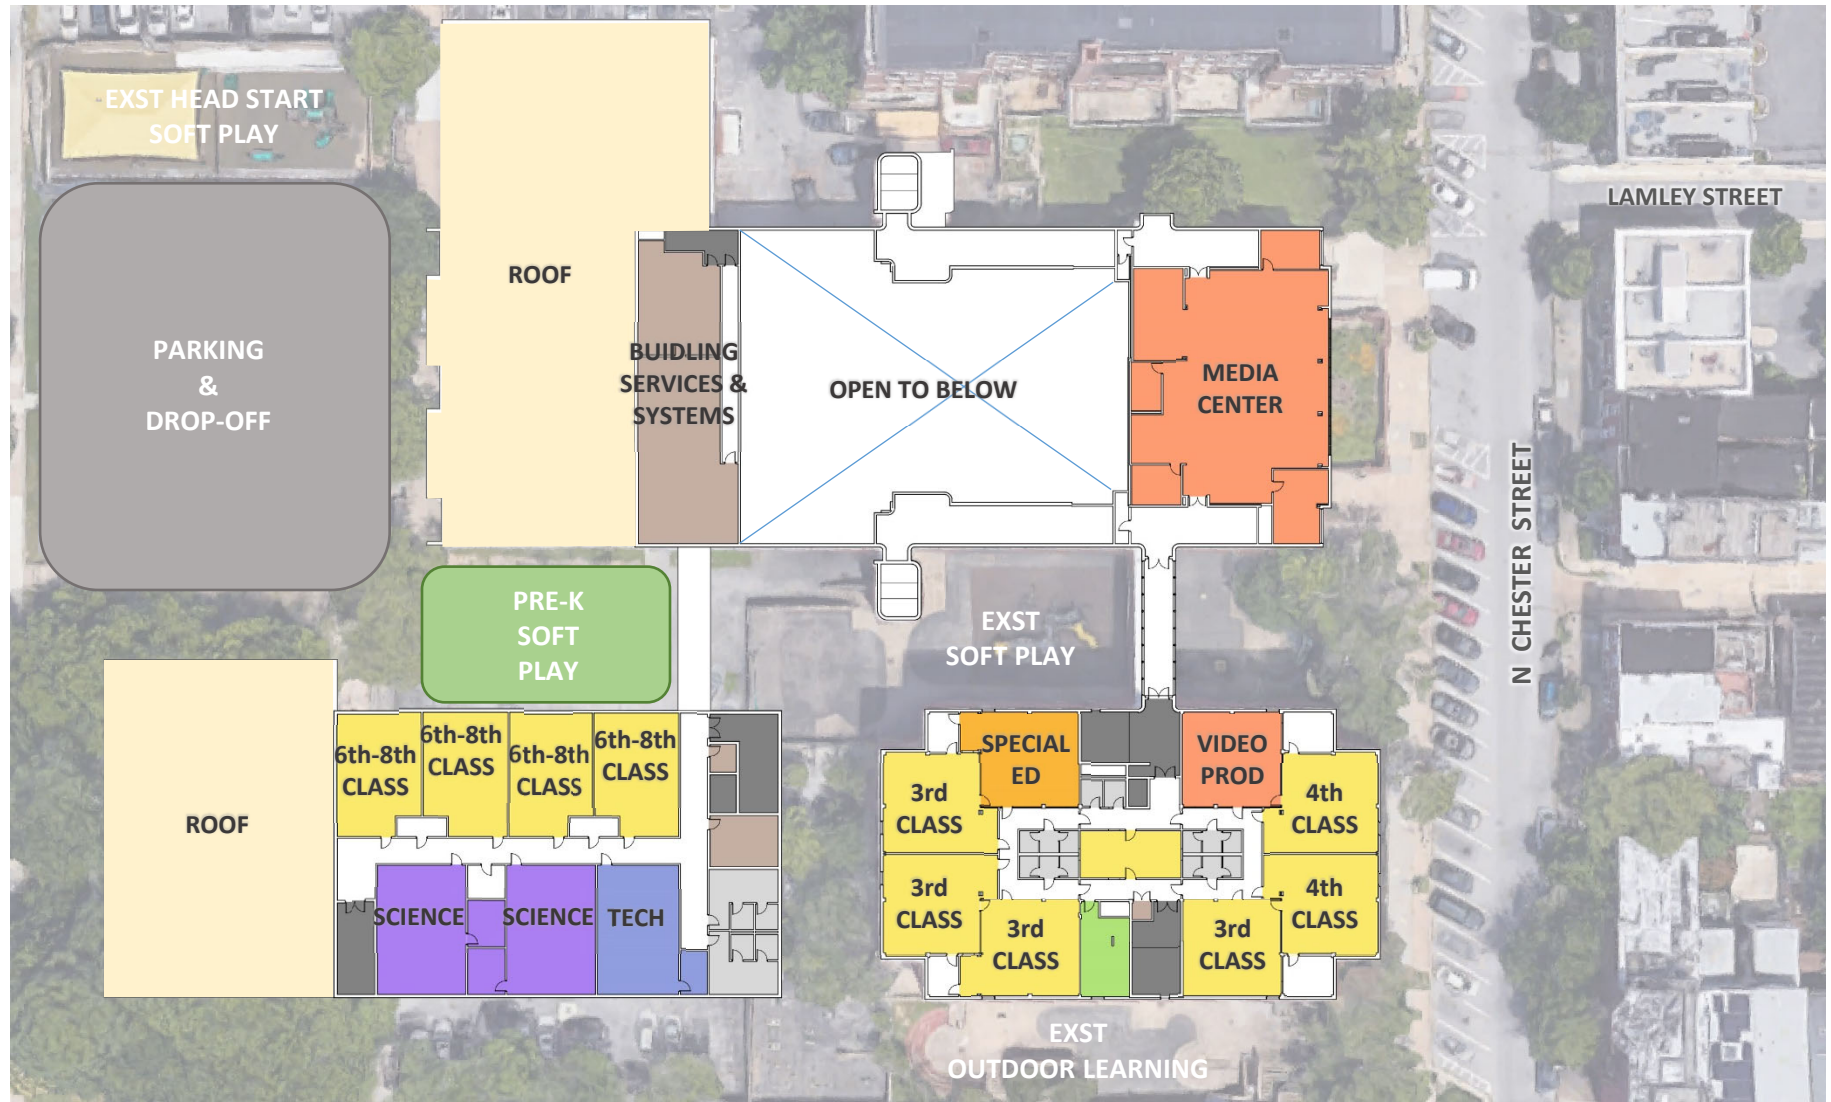 EXST HEAD START
SOFT PLAY
LAMLEY STREET
ROOF
PARKING
&
DROP-OFF
BUIDLING
SERVICES &
SYSTEMS
OPEN TO BELOW
MEDIA
CENTER
N CHESTER STREET
PRE-K
SOFT
PLAY
EXST
SOFT PLAY
ROOF
6th-8th
CLASS
6th-8th
CLASS
6th-8th
CLASS
6th-8th
CLASS
SCIENCE
SCIENCE
TECH
SPECIAL
ED
VIDEO
PROD
3rd
CLASS
4th
CLASS
3rd
CLASS
4th
CLASS
3rd
CLASS
3rd
CLASS
EXST
OUTDOOR LEARNING